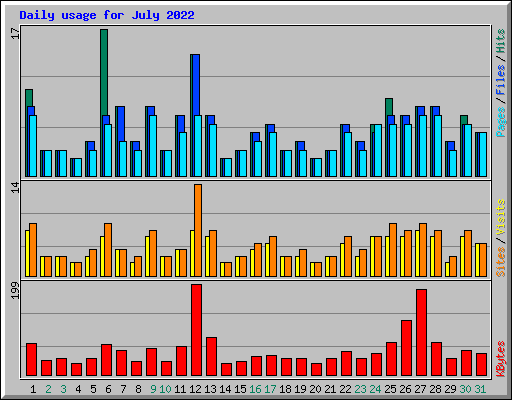 Daily usage for July 2022
17
Pages / Files / Hits
14
Sites / Visits
199
KBytes
1 2 3 4 5 6 7 8 9 10 11 12 13 14 15 16 17 18 19 20 21 22 23 24 25 26 27 28 29 30 31